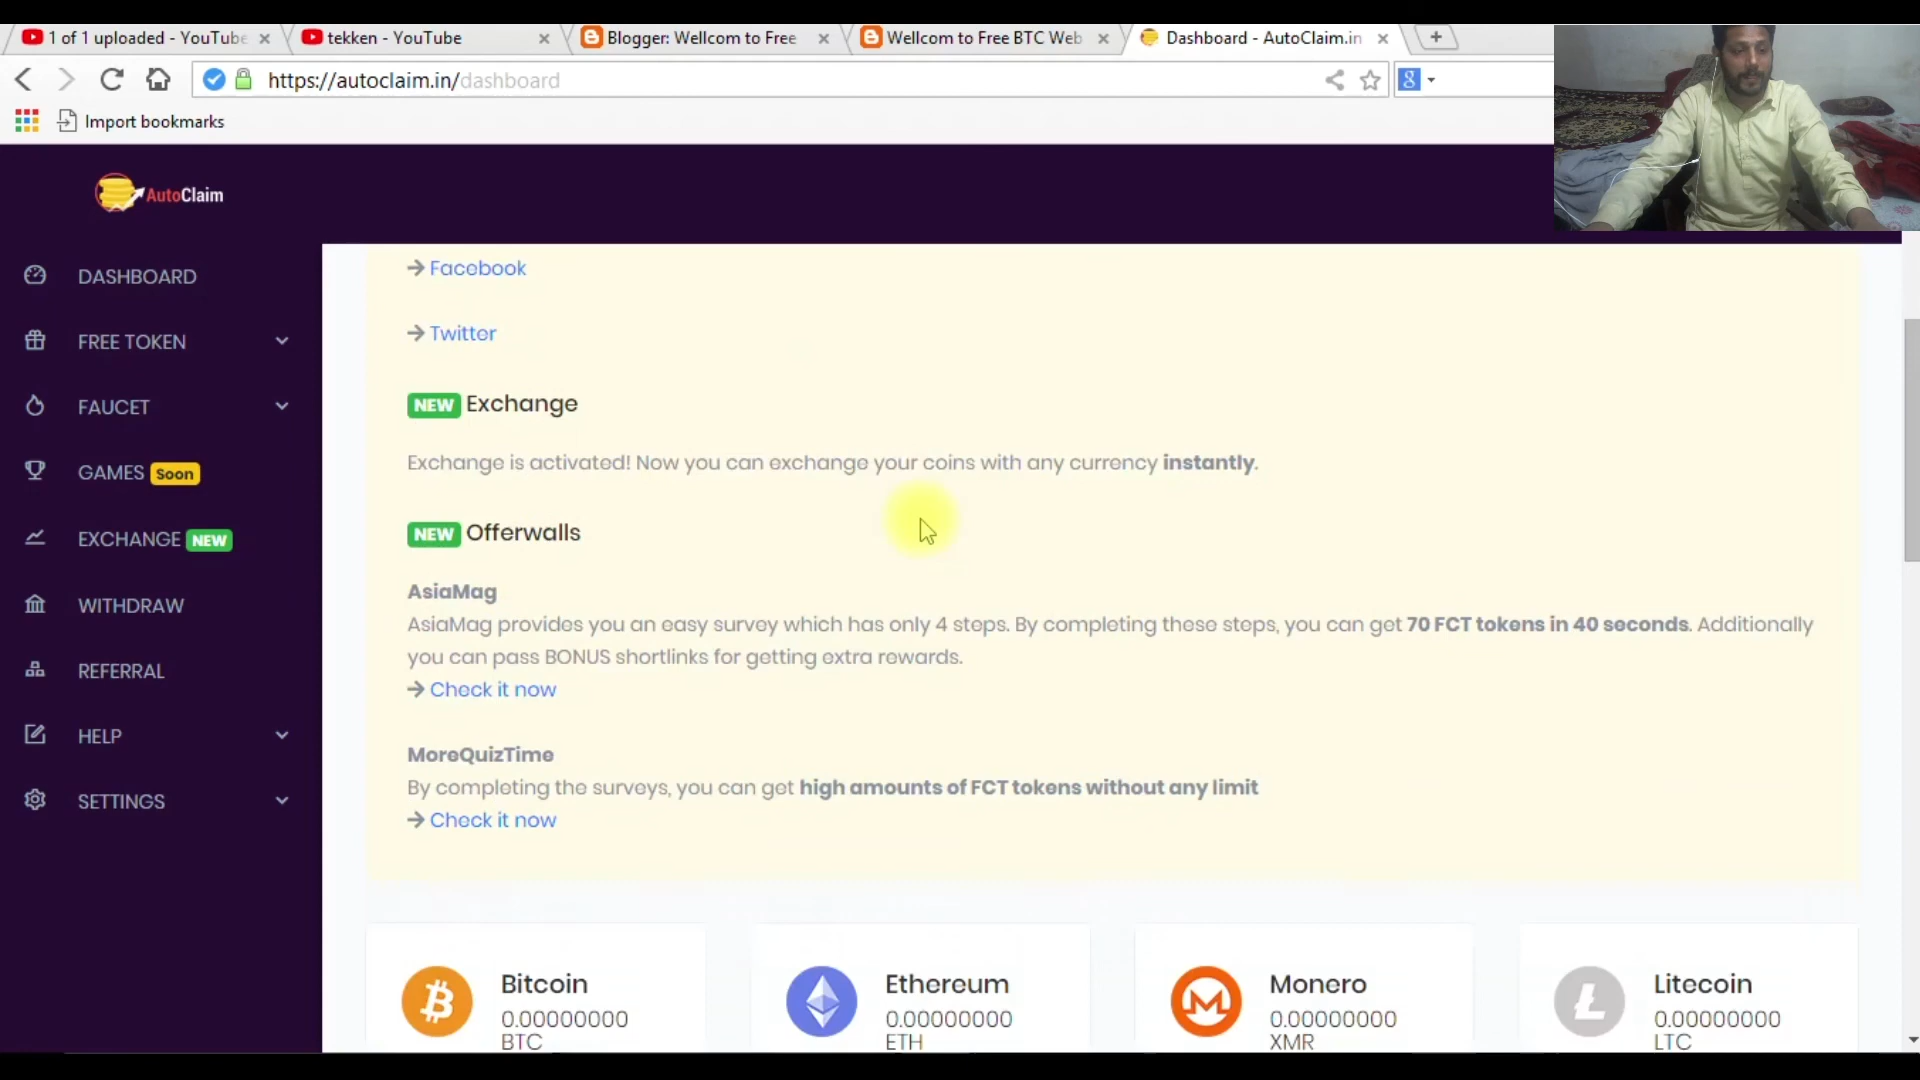 1 of 1 uploaded - YouTube
tekken - YouTube
Blogger: Wellcom to Free
Wellcom to Free BTC Web
Dashboard - AutoClaim.in
https://autoclaim.in/dashboard
Import bookmarks
AutoClaim
DASHBOARD
FREE TOKEN
FAUCET
GAMES Soon
EXCHANGE NEW
WITHDRAW
REFERRAL
HELP
SETTINGS
→ Facebook
→ Twitter
NEW Exchange
Exchange is activated! Now you can exchange your coins with any currency instantly.
NEW Offerwalls
AsiaMag
AsiaMag provides you an easy survey which has only 4 steps. By completing these steps, you can get 70 FCT tokens in 40 seconds. Additionally
you can pass BONUS shortlinks for getting extra rewards.
→ Check it now
MoreQuizTime
By completing the surveys, you can get high amounts of FCT tokens without any limit
→ Check it now
Bitcoin
0.00000000
BTC
Ethereum
0.00000000
ETH
Monero
0.00000000
XMR
Litecoin
0.00000000
LTC